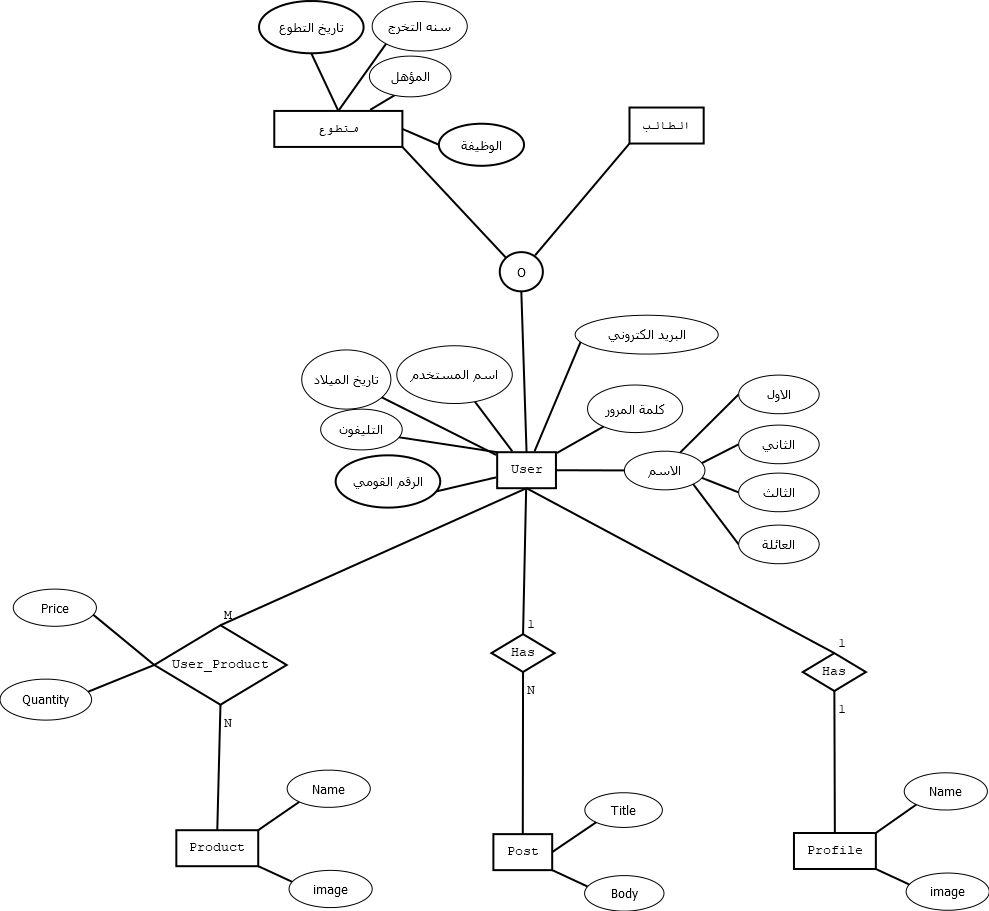 تاريخ التطوع
سنه التخرج
المؤهل
متطوع
الوظيفة
الطالب
O
البريد الكتروني
اسم المستخدم
تاريخ الميلاد
كلمة المرور
الاول
التليفون
الثاني
User
الاسم
الرقم القومي
الثالث
العائلة
Price
M
1
1
User_Product
Has
Has
Quantity
N
N
1
Name
Name
Title
Product
Post
Profile
image
Body
image